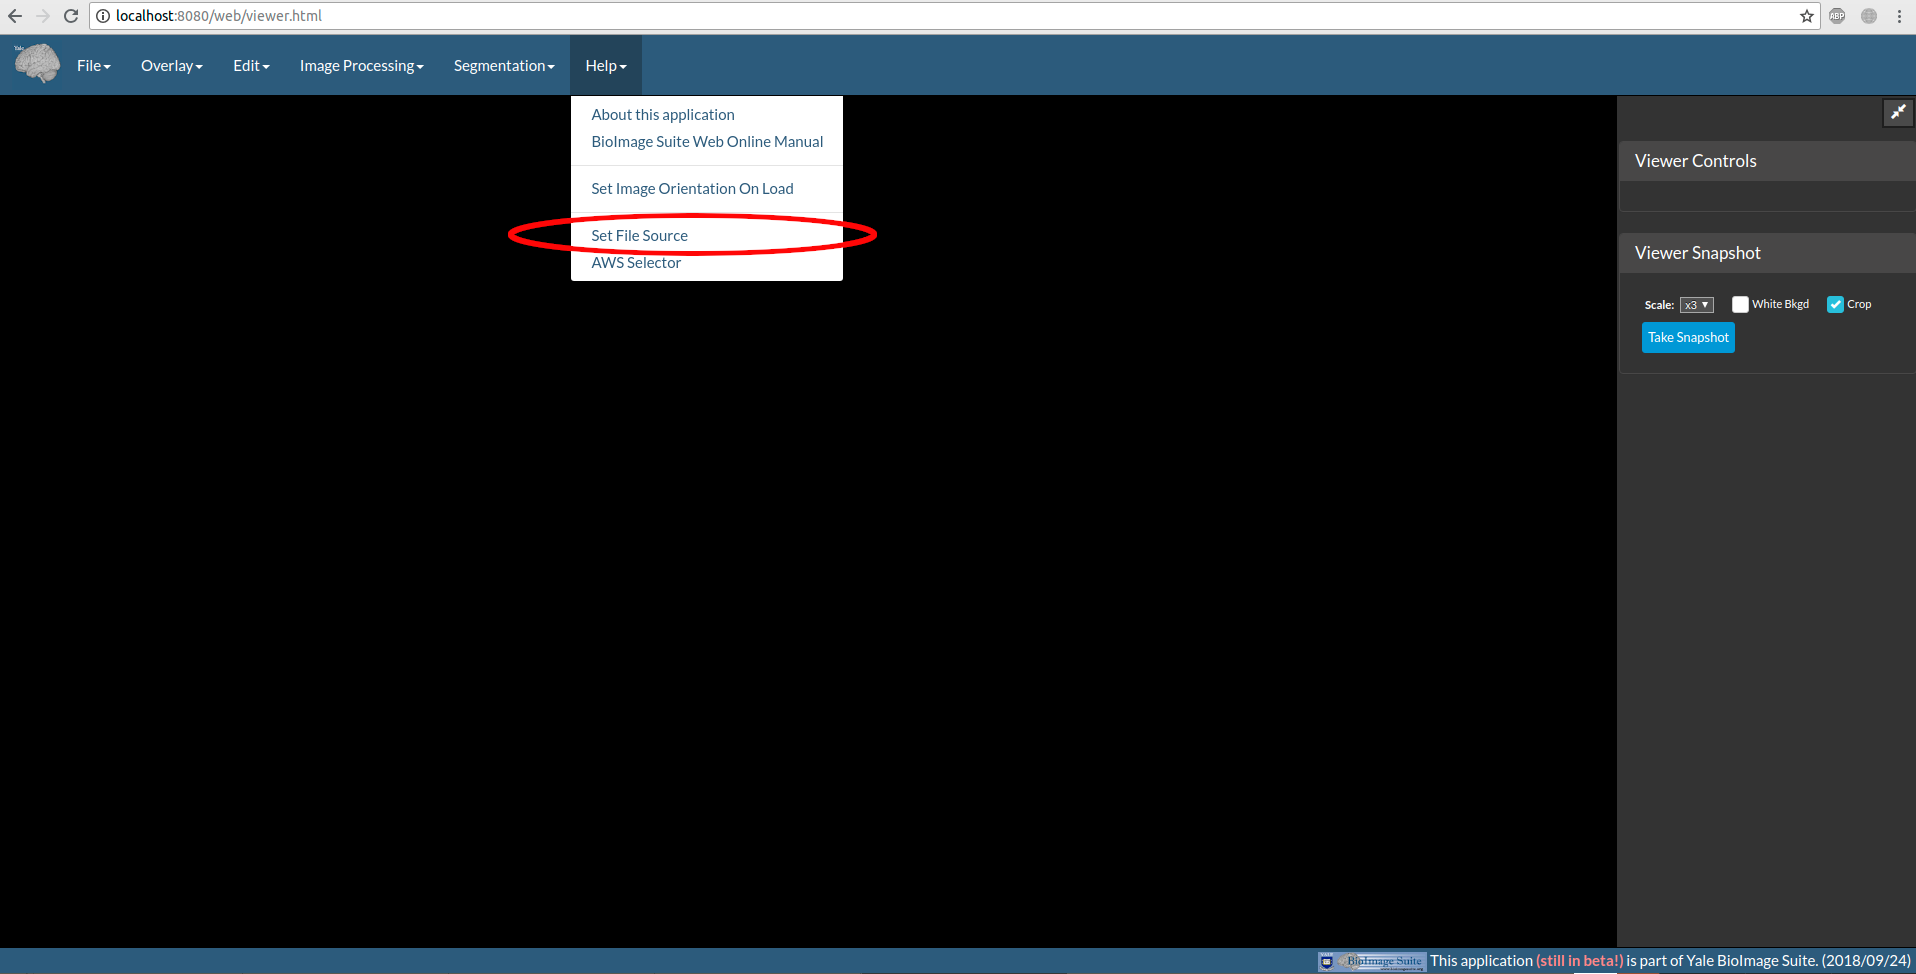 localhost:8080/web/viewer.html
ABP
Yale
File Overlay Edit Image Processing Segmentation Help
About this application
BioImage Suite Web Online Manual
Set Image Orientation On Load
Set File Source
AWS Selector
Viewer Controls
Viewer Snapshot
Scale: x3 White Bkgd Crop
Take Snapshot
BioImage Suite This application (still in beta!) is part of Yale BioImage Suite. (2018/09/24)